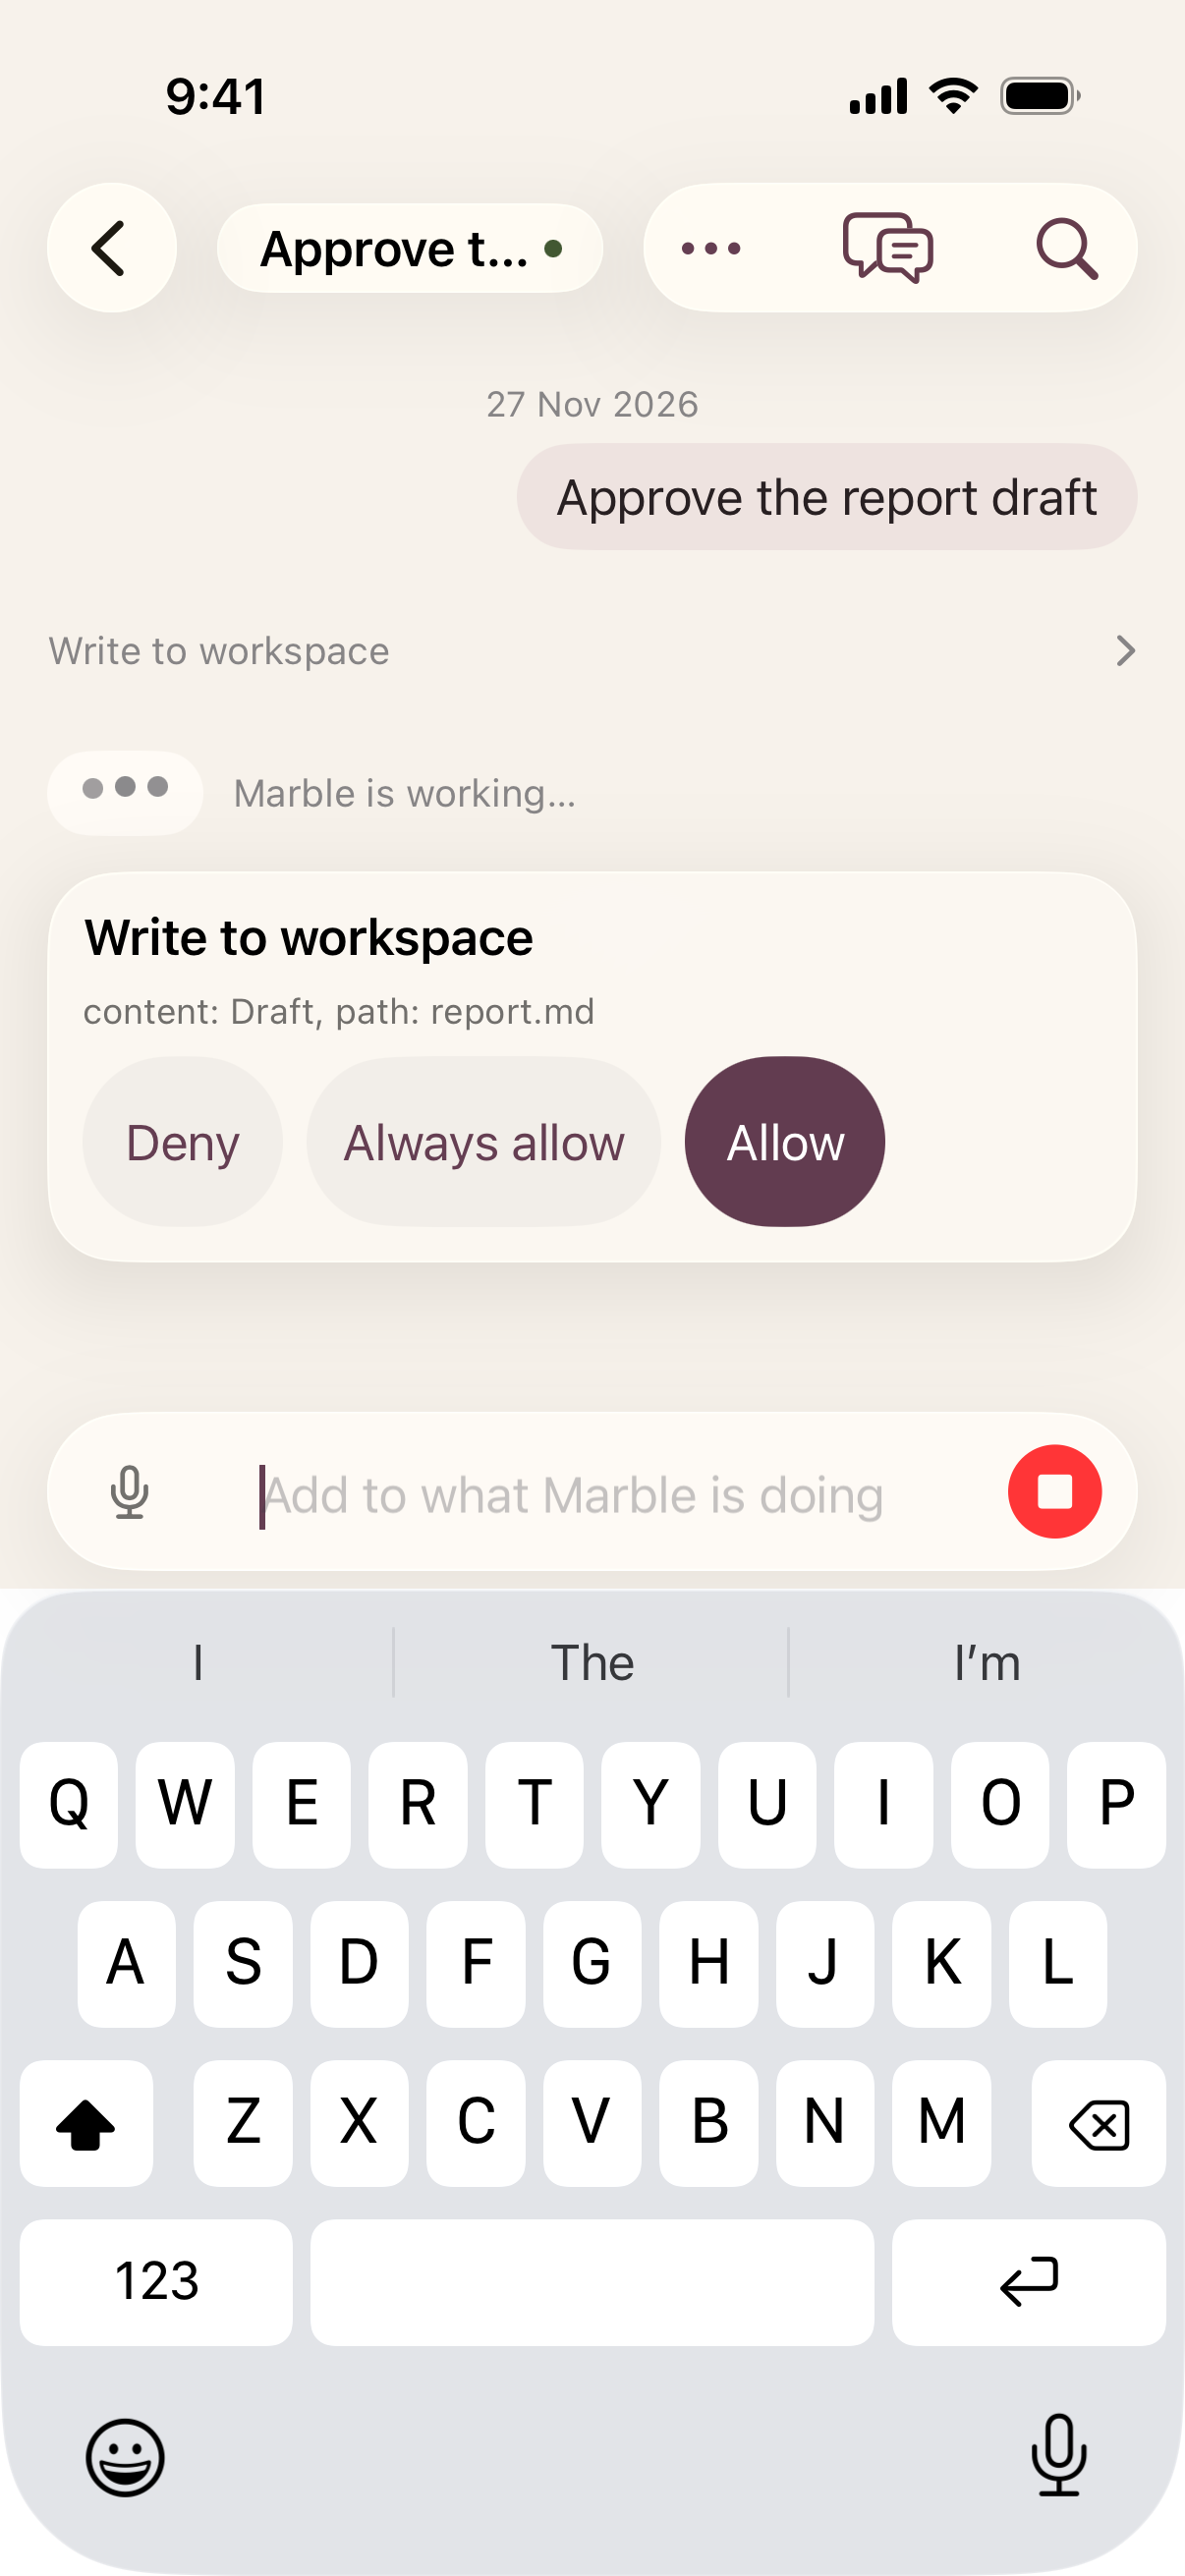 9:41
Approve t...
27 Nov 2026
Approve the report draft
Write to workspace
Marble is working...
Write to workspace
content: Draft, path: report.md
Deny Always allow Allow
Add to what Marble is doing
I The I’m
Q W E R T Y U I O P
A S D F G H J K L
Z X C V B N M
123